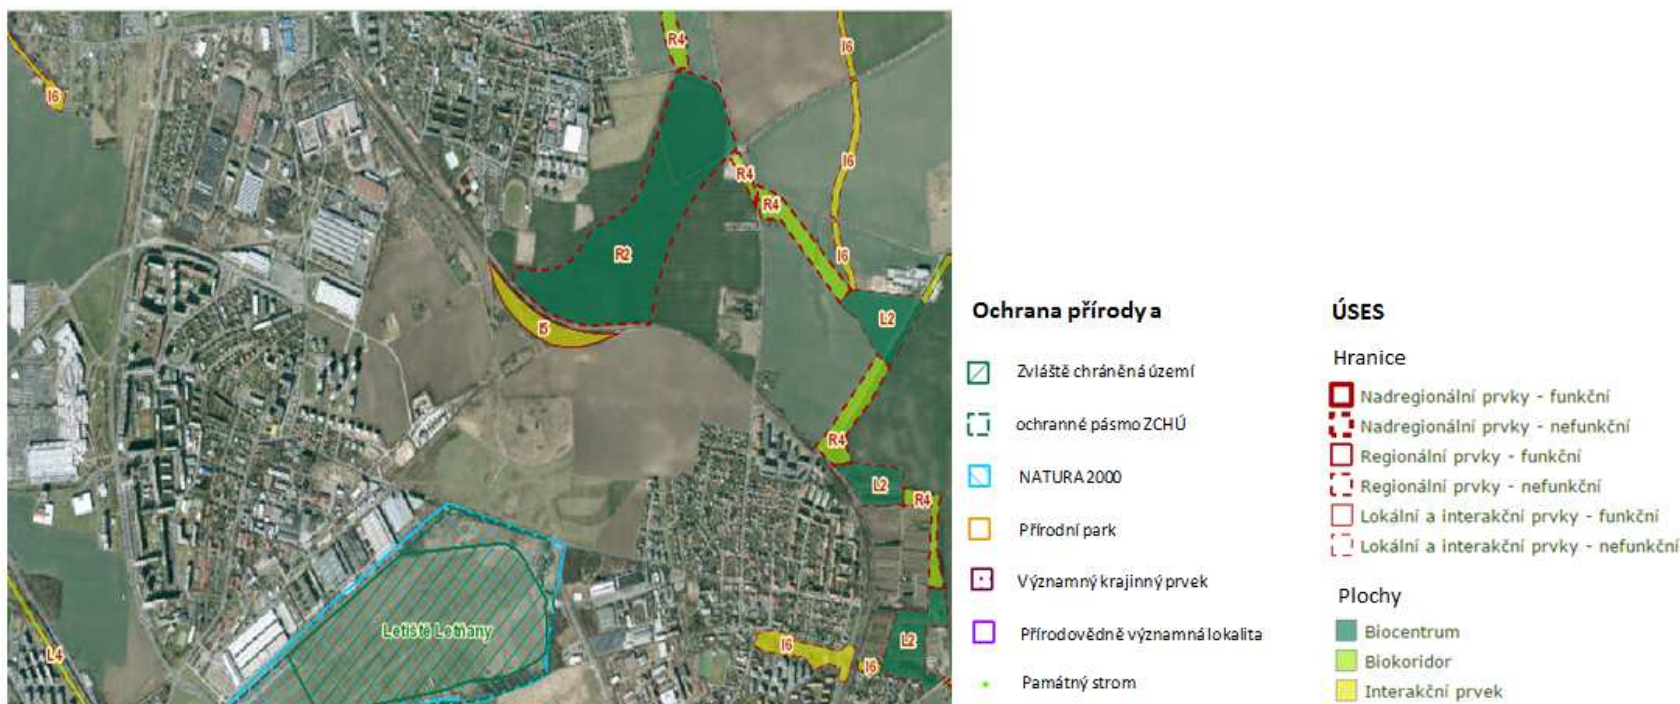 R4
I6
I6
R4
I6
R4
I6
R2
L2
I5
R4
L2
R4
Letiště Letňany
L2
I6
I6
L4
Ochrana přírody a
Zvláště chráněná území
ochranné pásmo ZCHÚ
NATURA 2000
Přírodní park
Významný krajinný prvek
Přírodovědně významná lokalita
Památný strom
ÚSES
Hranice
Nadregionální prvky - funkční
Nadregionální prvky - nefunkční
Regionální prvky - funkční
Regionální prvky - nefunkční
Lokální a interakční prvky - funkční
Lokální a interakční prvky - nefunkční
Plochy
Biocentrum
Biokoridor
Interakční prvek